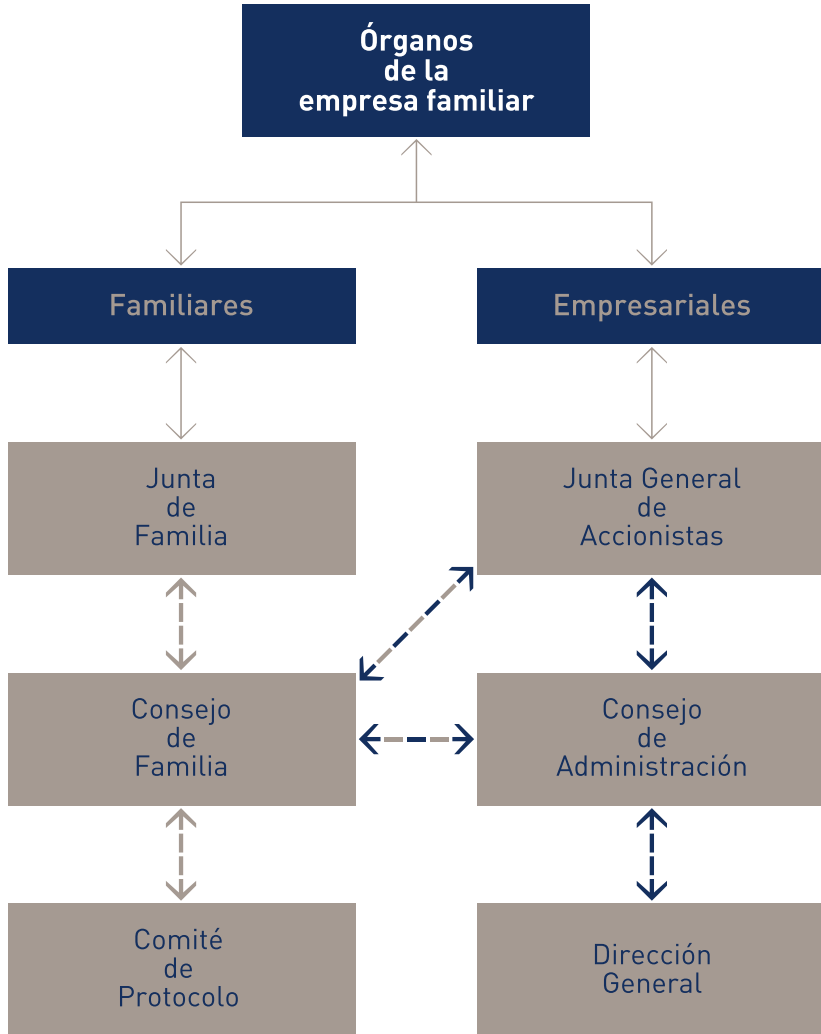 Órganos
de la
empresa familiar
Familiares
Empresariales
Junta
de
Familia
Junta General
de
Accionistas
Consejo
de
Familia
Consejo
de
Administración
Comité
de
Protocolo
Dirección
General